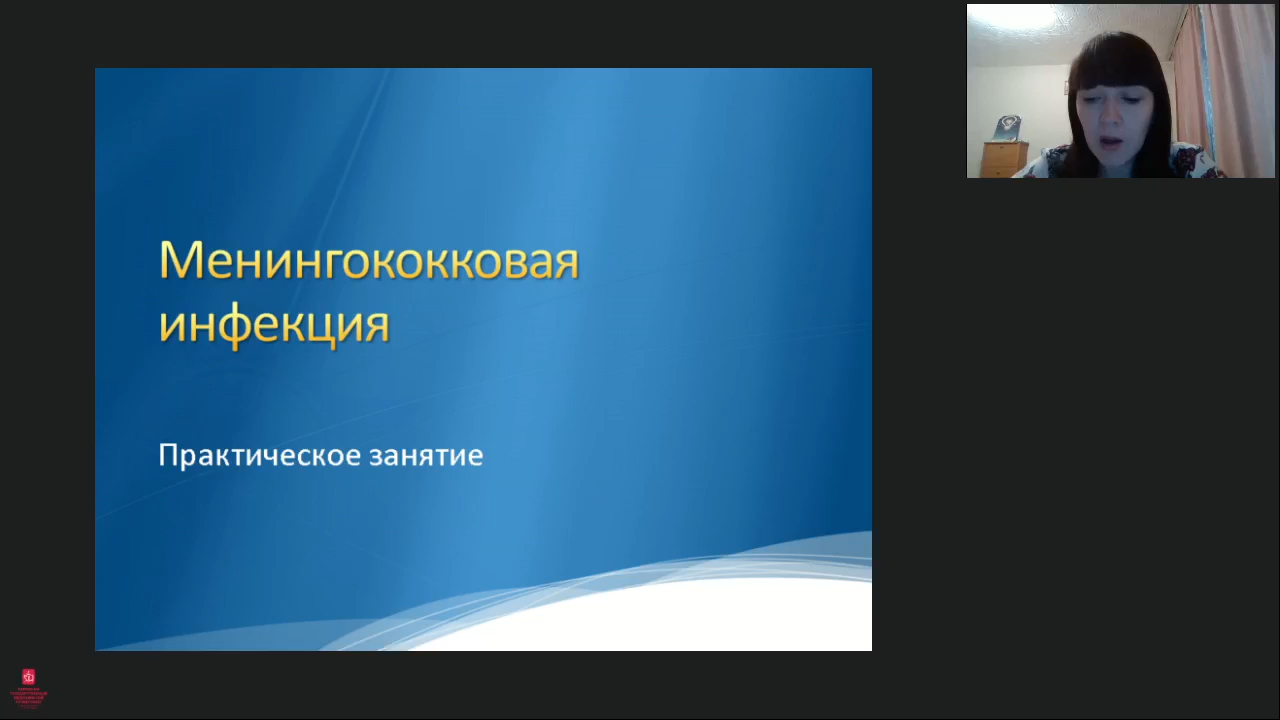 Менингококковая
инфекция
Практическое занятие